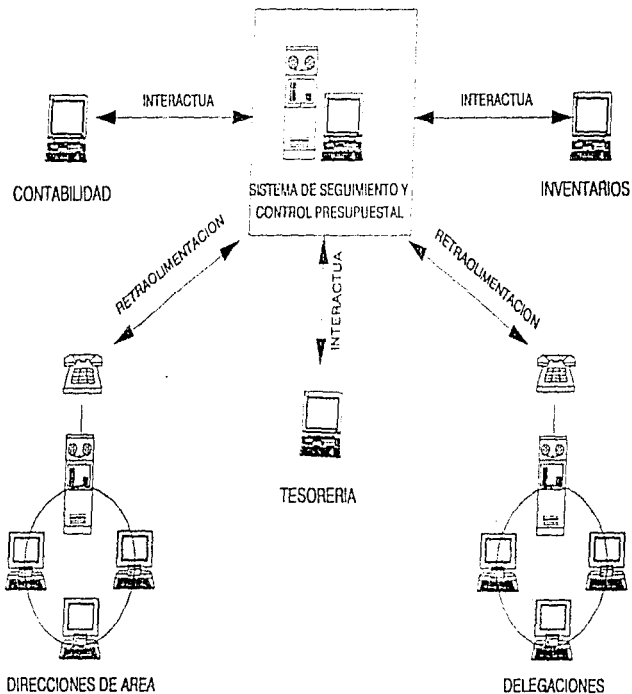 INTERACTUA
INTERACTUA
CONTABILIDAD
SISTEMA DE SEGUIMIENTO Y
CONTROL PRESUPUESTAL
INVENTARIOS
RETRAOLIMENTACION
INTERACTUA
RETRAOLIMENTACION
TESORERIA
DIRECCIONES DE AREA
DELEGACIONES